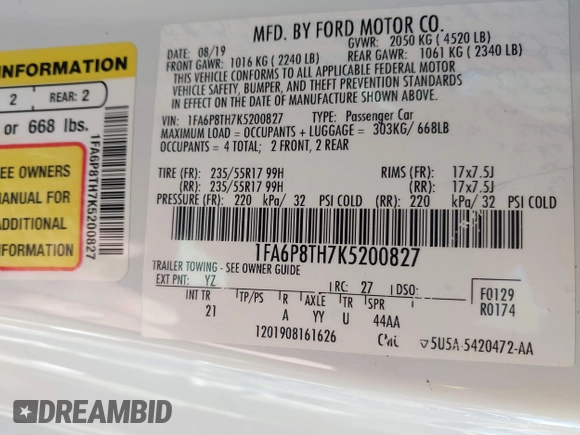 INFORMATION
2 REAR: 2
or 668 lbs.
SEE OWNERS
MANUAL FOR
ADDITIONAL
INFORMATION
1FA6P8TH7K5200827
MFD. BY FORD MOTOR CO.
DATE: 08/19 GVWR: 2050 KG ( 4520 LB)
FRONT GAWR: 1016 KG ( 2240 LB) REAR GAWR: 1061 KG ( 2340 LB)
THIS VEHICLE CONFORMS TO ALL APPLICABLE FEDERAL MOTOR
VEHICLE SAFETY, BUMPER, AND THEFT PREVENTION STANDARDS
IN EFFECT ON THE DATE OF MANUFACTURE SHOWN ABOVE.
VIN: 1FA6P8TH7K5200827 TYPE: Passenger Car
MAXIMUM LOAD = OCCUPANTS + LUGGAGE = 303KG/ 668LB
OCCUPANTS = 4 TOTAL; 2 FRONT, 2 REAR
TIRE (FR): 235/55R17 99H RIMS (FR): 17x7.5J
(RR): 235/55R17 99H (RR): 17x7.5J
PRESSURE (FR): 220 kPa/ 32 PSI COLD (RR): 220 kPa/ 32 PSI COLD
1FA6P8TH7K5200827
TRAILER TOWING - SEE OWNER GUIDE
EXT PNT: YZ RC: 27 DSO: F0129
INT TR TP/PS R AXLE TR SPR R0174
21 A YY U 44AA
1201908161626
5U5A-5420472-AA
DREAMBID